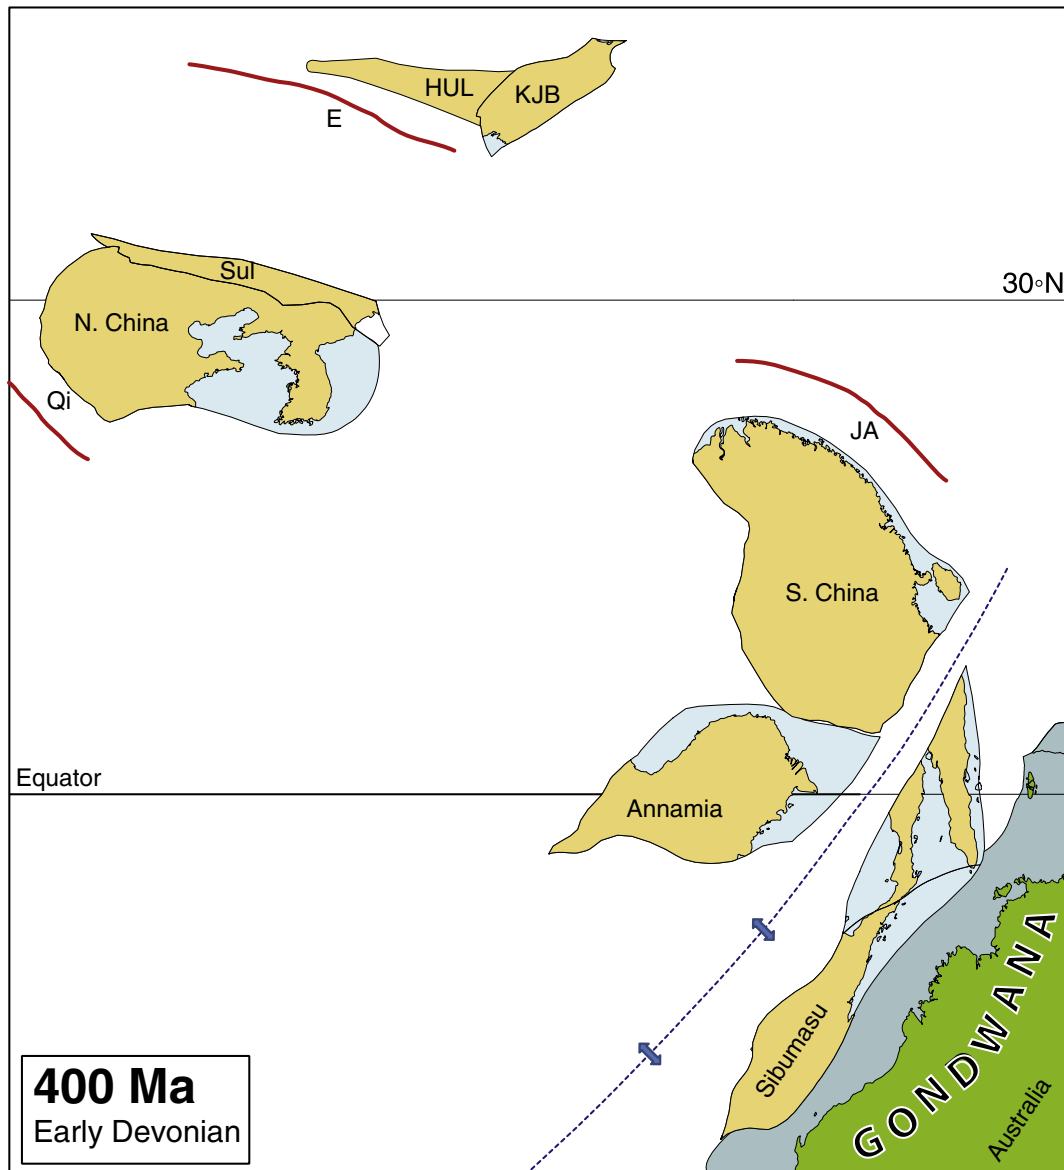 HUL
KJB
E
Sul
30◦N
N. China
Qi
JA
S. China
Equator
Annamia
Sibumasu
GONDWANA
Australia
400 Ma
Early Devonian